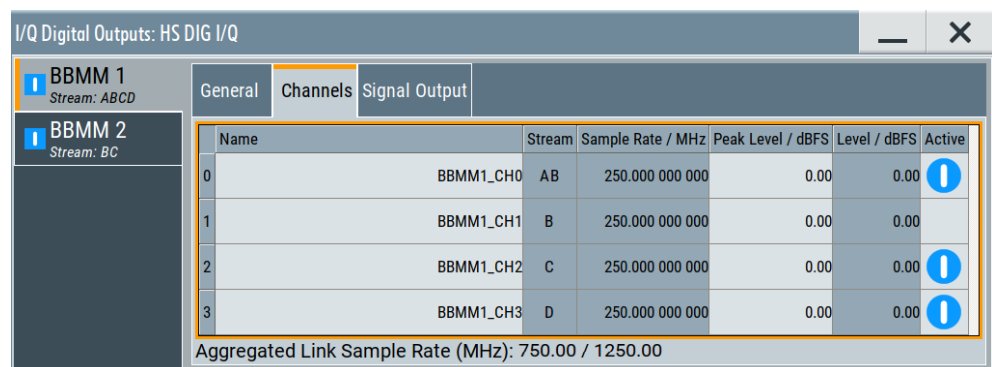 I/Q Digital Outputs: HS DIG I/Q
BBMM 1
Stream: ABCD
BBMM 2
Stream: BC
General Channels Signal Output
Name Stream Sample Rate / MHz Peak Level / dBFS Level / dBFS Active
0 BBMM1_CH0 AB 250.000 000 000 0.00 0.00
1 BBMM1_CH1 B 250.000 000 000 0.00 0.00
2 BBMM1_CH2 C 250.000 000 000 0.00 0.00
3 BBMM1_CH3 D 250.000 000 000 0.00 0.00
Aggregated Link Sample Rate (MHz): 750.00 / 1250.00